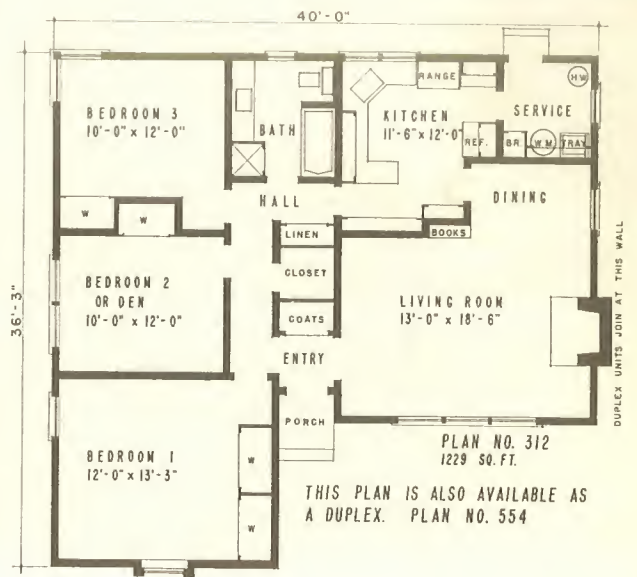 40'-0"
36'-3"
BEDROOM 3
10'-0" x 12'-0"
BATH
RANGE
KITCHEN
11'-6" x 12'-0"
REF.
SERVICE
H.W
BR.
W.M.
TRAY
DINING
HALL
LINEN
BOOKS
W
W
CLOSET
BEDROOM 2
OR DEN
10'-0" x 12'-0"
LIVING ROOM
13'-0" x 18'-6"
COATS
ENTRY
DUPLEX UNITS JOIN AT THIS WALL
PORCH
BEDROOM 1
12'-0" x 13'-3"
W
W
PLAN NO. 312
1229 SQ. FT.
THIS PLAN IS ALSO AVAILABLE AS
A DUPLEX. PLAN NO. 554